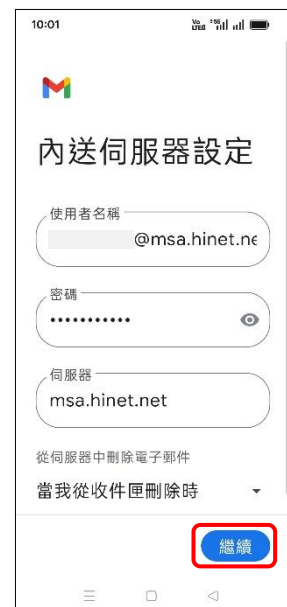 10:01
內送伺服器設定
使用者名稱
@msa.hinet.ne
密碼
•••••••••••
伺服器
msa.hinet.net
從伺服器中刪除電子郵件
當我從收件匣刪除時
繼續